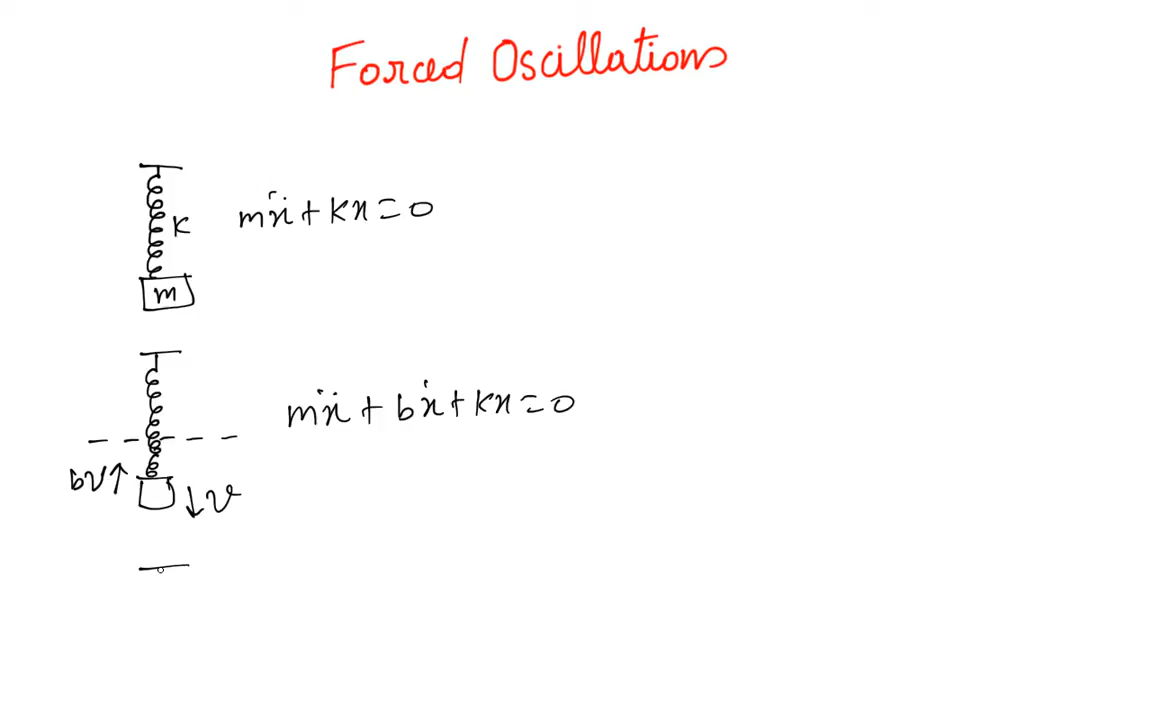 Forced Oscillations
K
mẍ + kx = 0
m
mẍ + bẋ + kx = 0
bv↑
↓v